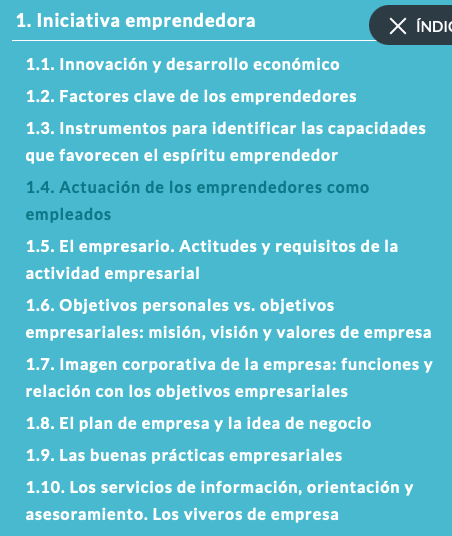 1. Iniciativa emprendedora
ÍNDIC
1.1. Innovación y desarrollo económico
1.2. Factores clave de los emprendedores
1.3. Instrumentos para identificar las capacidades
que favorecen el espíritu emprendedor
1.4. Actuación de los emprendedores como
empleados
1.5. El empresario. Actitudes y requisitos de la
actividad empresarial
1.6. Objetivos personales vs. objetivos
empresariales: misión, visión y valores de empresa
1.7. Imagen corporativa de la empresa: funciones y
relación con los objetivos empresariales
1.8. El plan de empresa y la idea de negocio
1.9. Las buenas prácticas empresariales
1.10. Los servicios de información, orientación y
asesoramiento. Los viveros de empresa